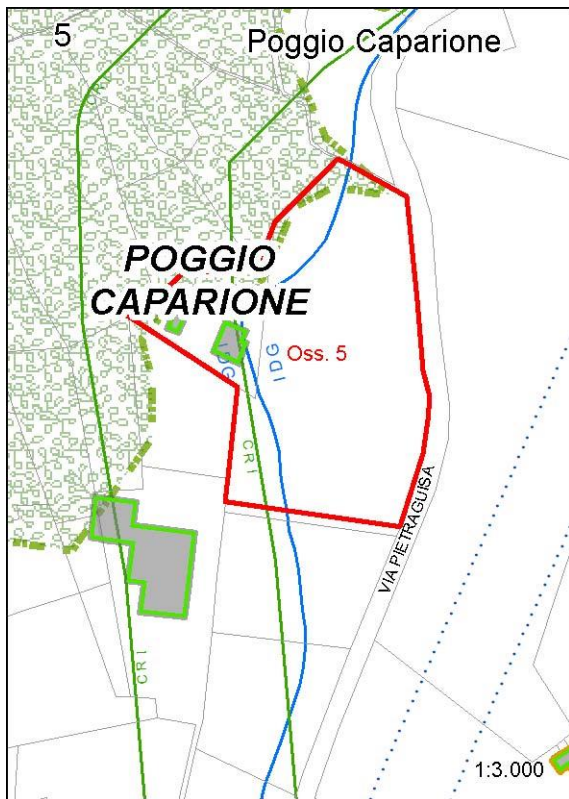 5
Poggio Caparione
CRI
POGGIO
CAPARIONE
IDG
IDG
Oss. 5
CRI
VIA PIETRAGUISA
CRI
1:3.000